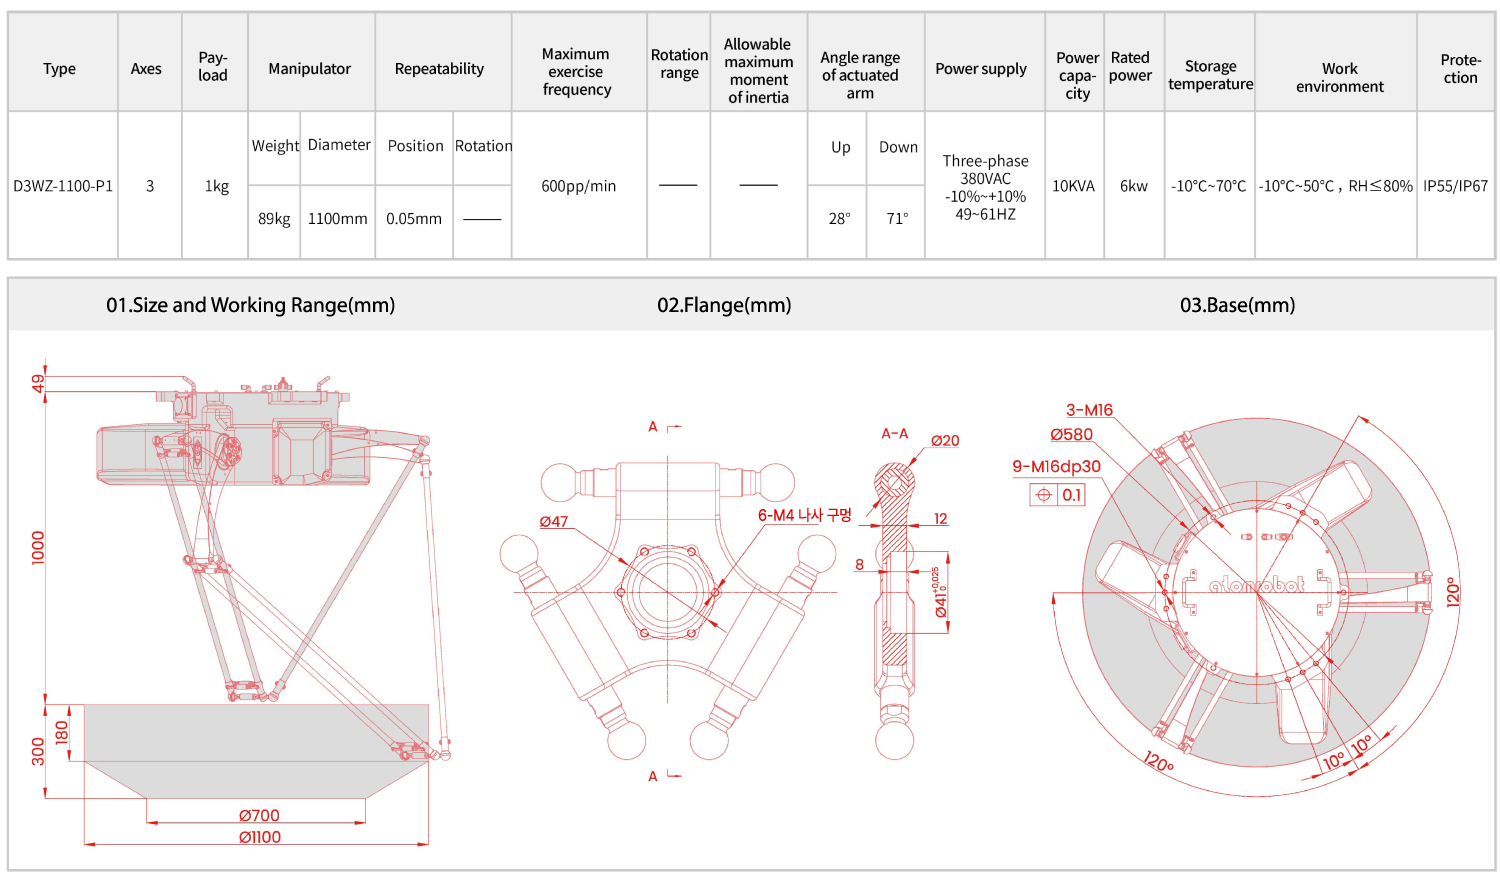 Type
Axes
Pay-
load
Manipulator
Repeatability
Maximum
exercise
frequency
Rotation
range
Allowable
maximum
moment
of inertia
Angle range
of actuated
arm
Power supply
Power
capa-
city
Rated
power
Storage
temperature
Work
environment
Prote-
ction
D3WZ-1100-P1
3
1kg
Weight
Diameter
Position
Rotation
89kg
1100mm
0.05mm
600pp/min
Up
Down
28°
71°
Three-phase
380VAC
-10%~+10%
49~61HZ
10KVA
6kw
-10°C~70°C
-10°C~50°C , RH≤80%
IP55/IP67
01.Size and Working Range(mm)
02.Flange(mm)
03.Base(mm)
49
1000
300
180
Ø700
Ø1100
A
A-A
Ø20
Ø47
6-M4 나사 구멍
12
8
Ø41 +0.025 0
A
3-M16
Ø580
9-M16dp30
0.1
atomrobot
120°
120°
10°
10°